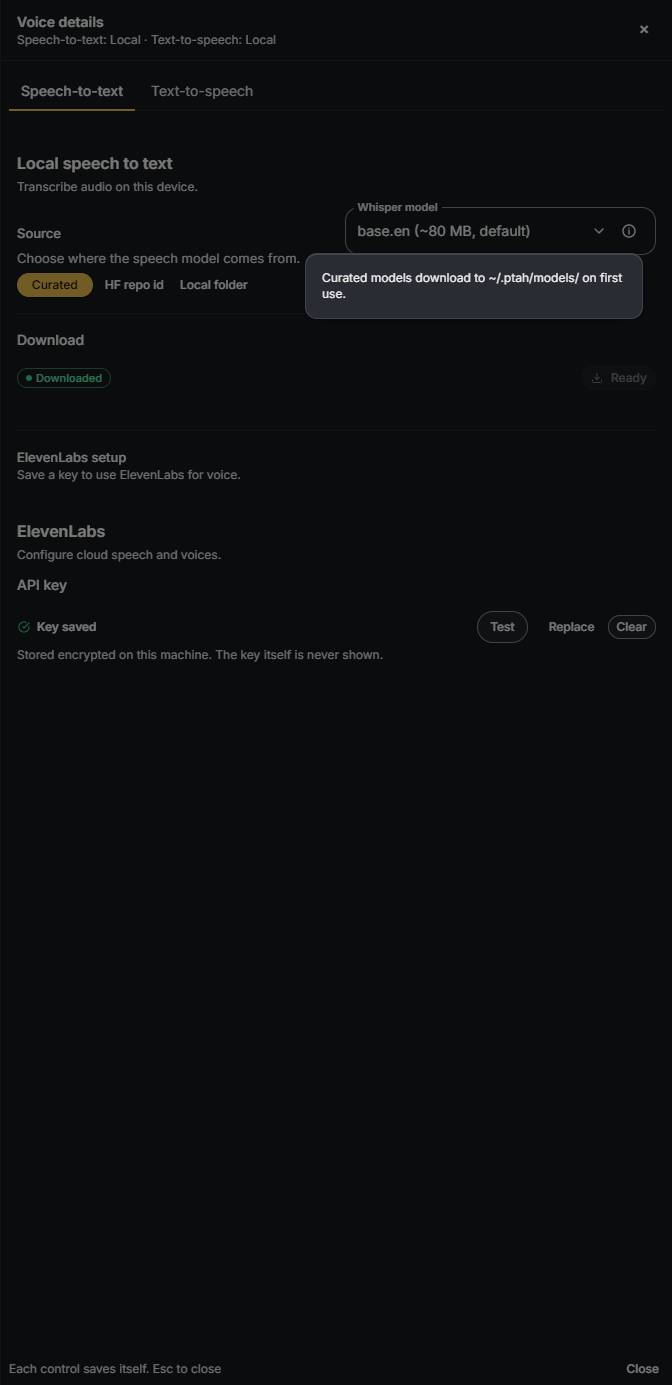 Voice details
Speech-to-text: Local · Text-to-speech: Local
Speech-to-text
Text-to-speech
Local speech to text
Transcribe audio on this device.
Whisper model
base.en (~80 MB, default)
Source
Choose where the speech model comes from.
Curated
HF repo id
Local folder
Curated models download to ~/.ptah/models/ on first
use.
Download
Downloaded
Ready
ElevenLabs setup
Save a key to use ElevenLabs for voice.
ElevenLabs
Configure cloud speech and voices.
API key
Key saved
Test
Replace
Clear
Stored encrypted on this machine. The key itself is never shown.
Each control saves itself. Esc to close
Close